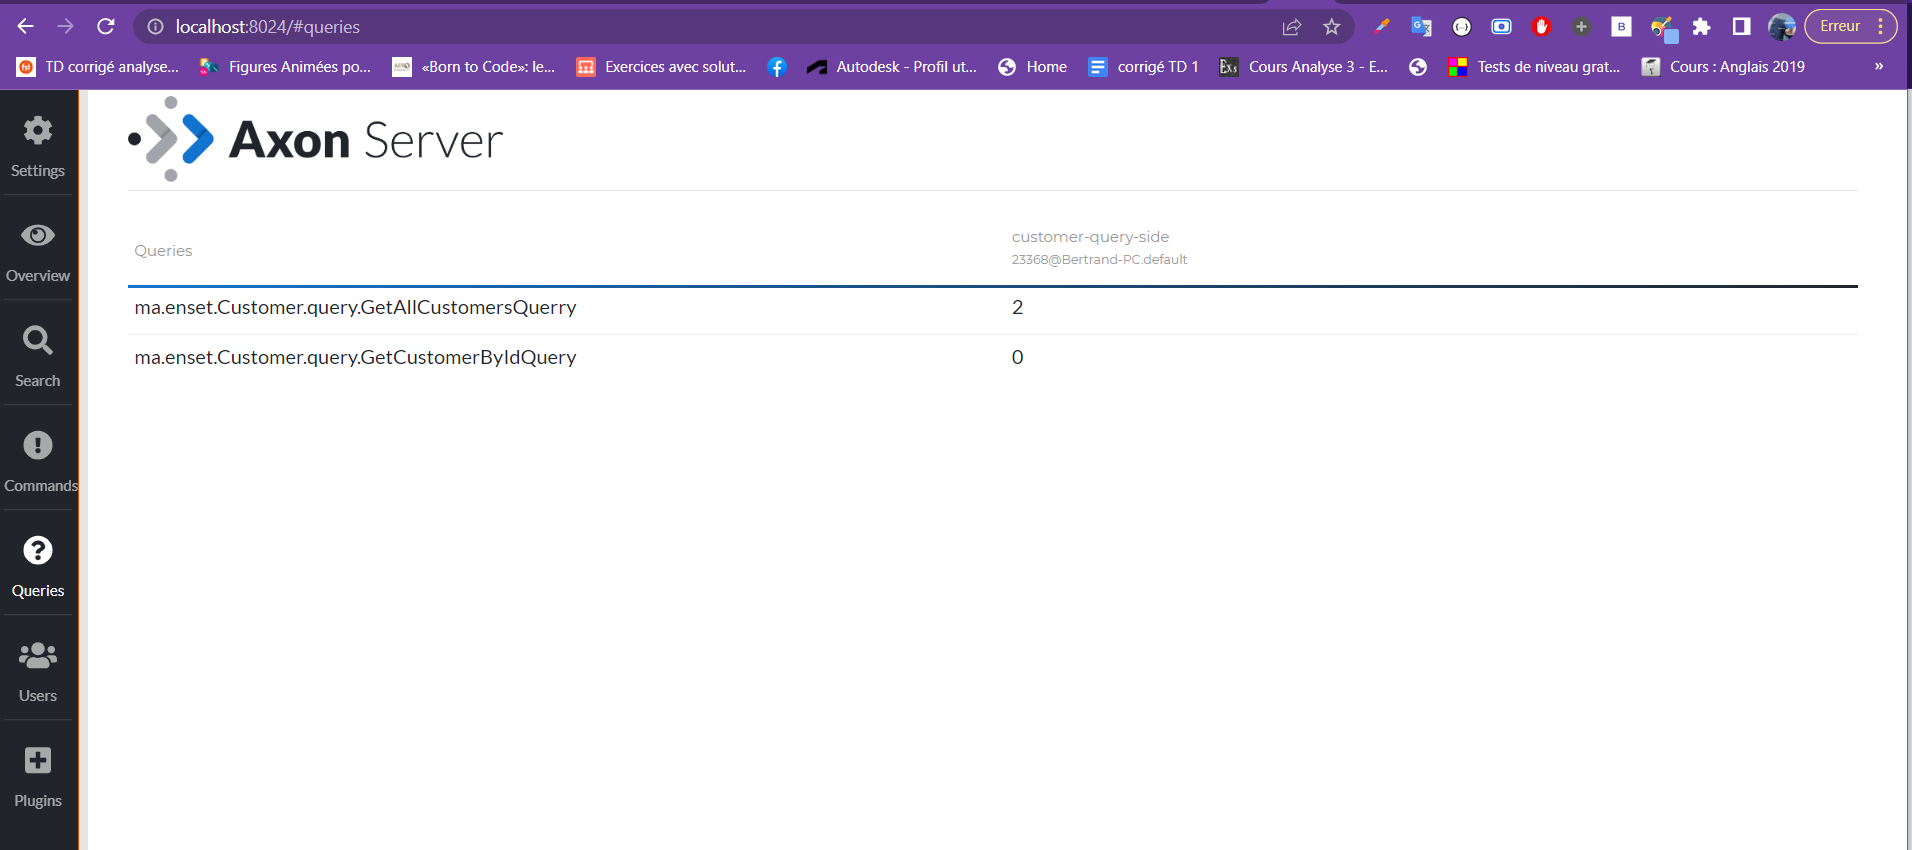 localhost:8024/#queries
Erreur
TD corrigé analyse...
Figures Animées po...
«Born to Code»: le...
Exercices avec solut...
Autodesk - Profil ut...
Home
corrigé TD 1
Cours Analyse 3 - E...
Tests de niveau grat...
Cours : Anglais 2019
»
Axon Server
Settings
Overview
Search
Commands
Queries
Users
Plugins
Queries
customer-query-side
23368@Bertrand-PC.default
ma.enset.Customer.query.GetAllCustomersQuerry 2
ma.enset.Customer.query.GetCustomerByIdQuery 0